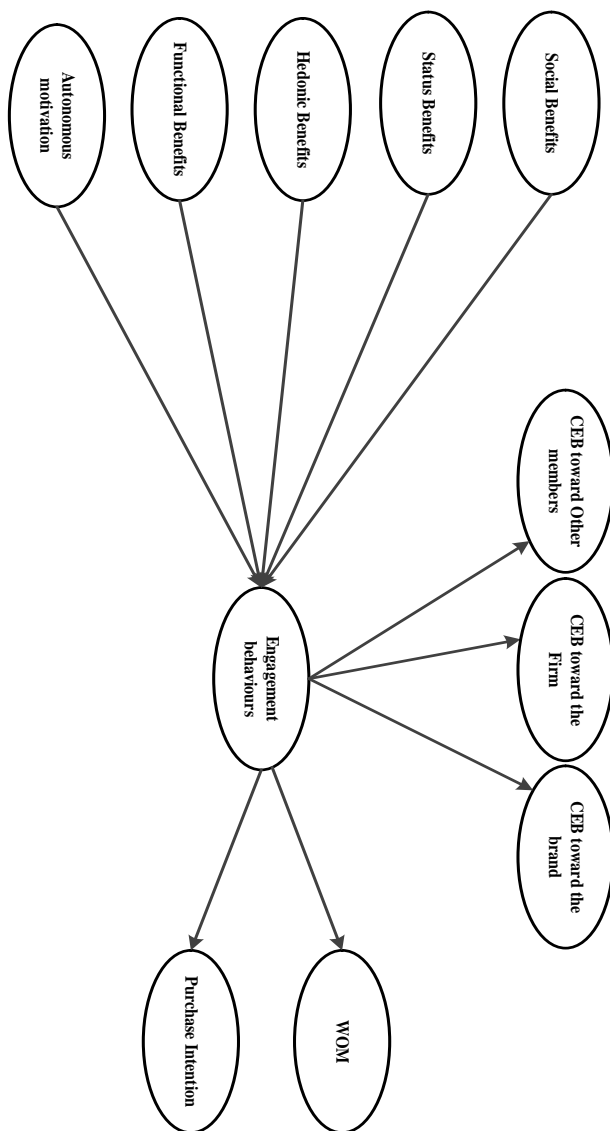 Social Benefits
Status Benefits
Hedonic Benefits
Functional Benefits
Autonomous
motivation
CEB toward Other
members
CEB toward the
Firm
CEB toward the
brand
Engagement
behaviours
WOM
Purchase Intention